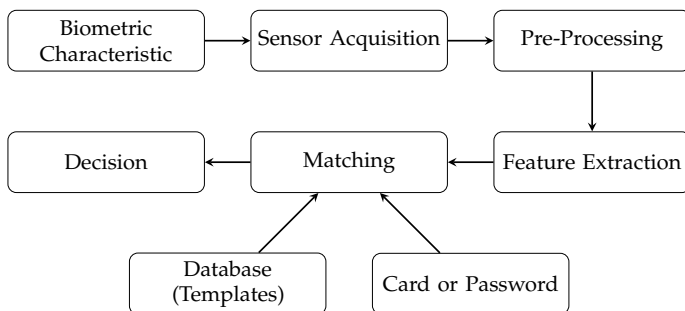 Biometric
Characteristic
Sensor Acquisition
Pre-Processing
Decision
Matching
Feature Extraction
Database
(Templates)
Card or Password